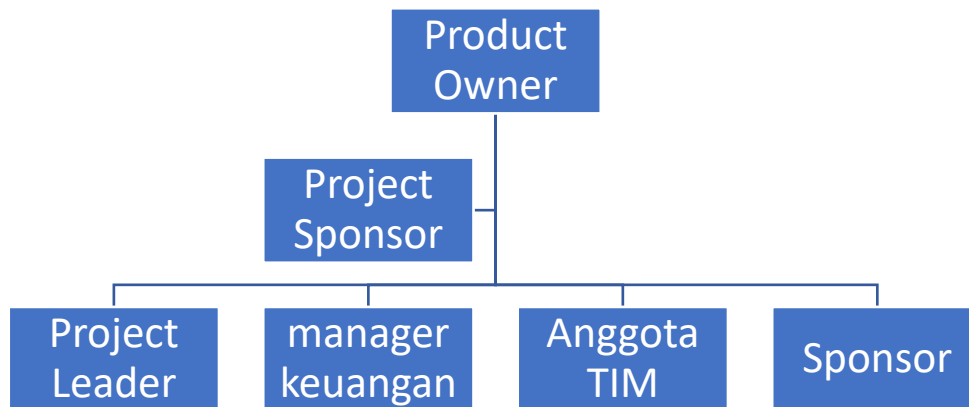 Product
Owner
Project
Sponsor
Project
Leader
manager
keuangan
Anggota
TIM
Sponsor